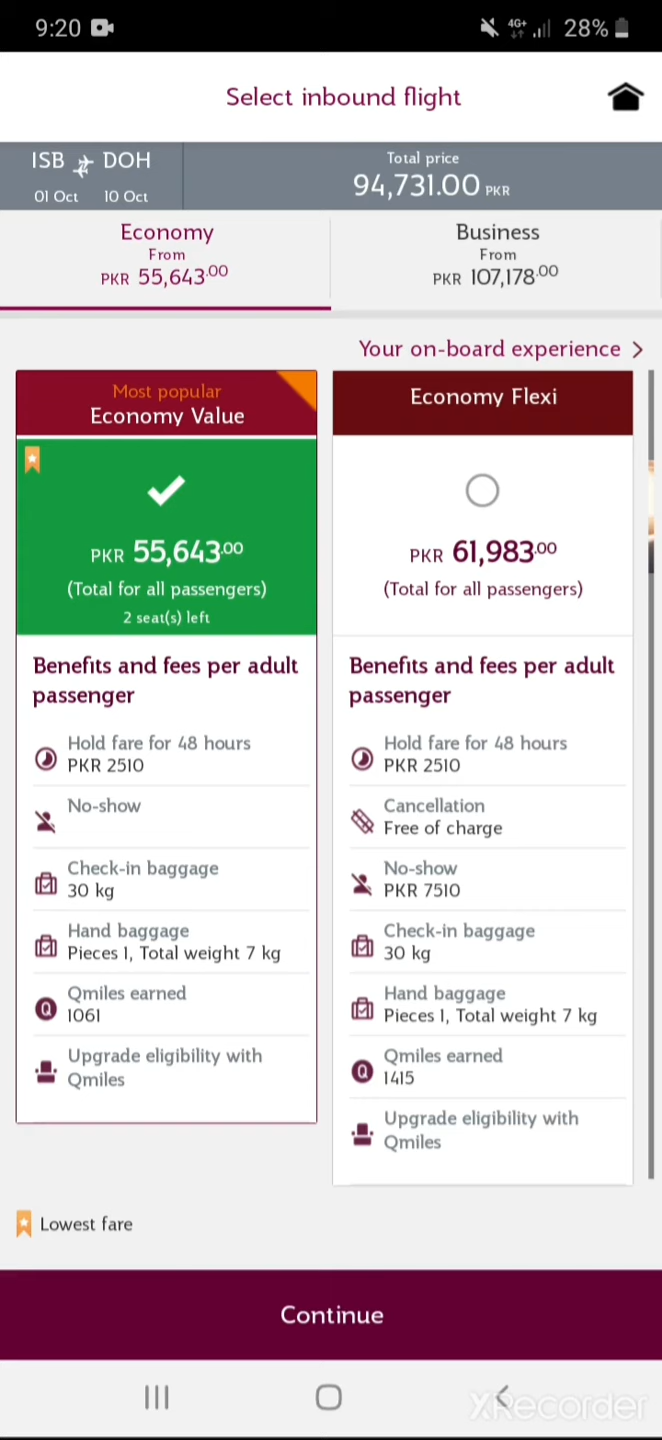 9:20
4G+ 28%
Select inbound flight
ISB DOH
01 Oct 10 Oct
Total price
94,731.00 PKR
Economy
From
PKR 55,643.00
Business
From
PKR 107,178.00
Your on-board experience >
Most popular
Economy Value
PKR 55,643.00
(Total for all passengers)
2 seat(s) left
Benefits and fees per adult
passenger
Hold fare for 48 hours
PKR 2510
No-show
Check-in baggage
30 kg
Hand baggage
Pieces 1, Total weight 7 kg
Q
Qmiles earned
1061
Upgrade eligibility with
Qmiles
Economy Flexi
PKR 61,983.00
(Total for all passengers)
Benefits and fees per adult
passenger
Hold fare for 48 hours
PKR 2510
Cancellation
Free of charge
No-show
PKR 7510
Check-in baggage
30 kg
Hand baggage
Pieces 1, Total weight 7 kg
Q
Qmiles earned
1415
Upgrade eligibility with
Qmiles
Lowest fare
Continue
XRecorder